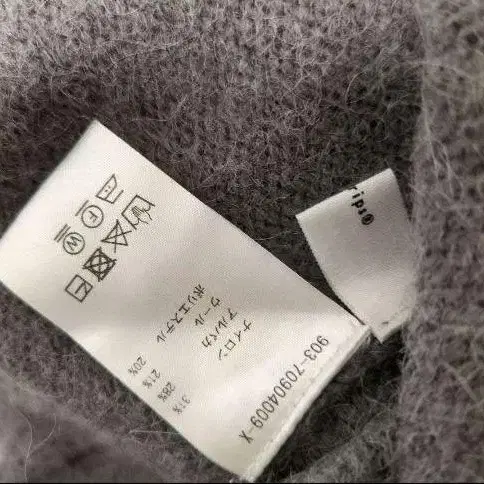 903-70904009-X
ナイロン 31%
アルパカ 28%
ウール 21%
ポリエステル 20%
F
W
rips®